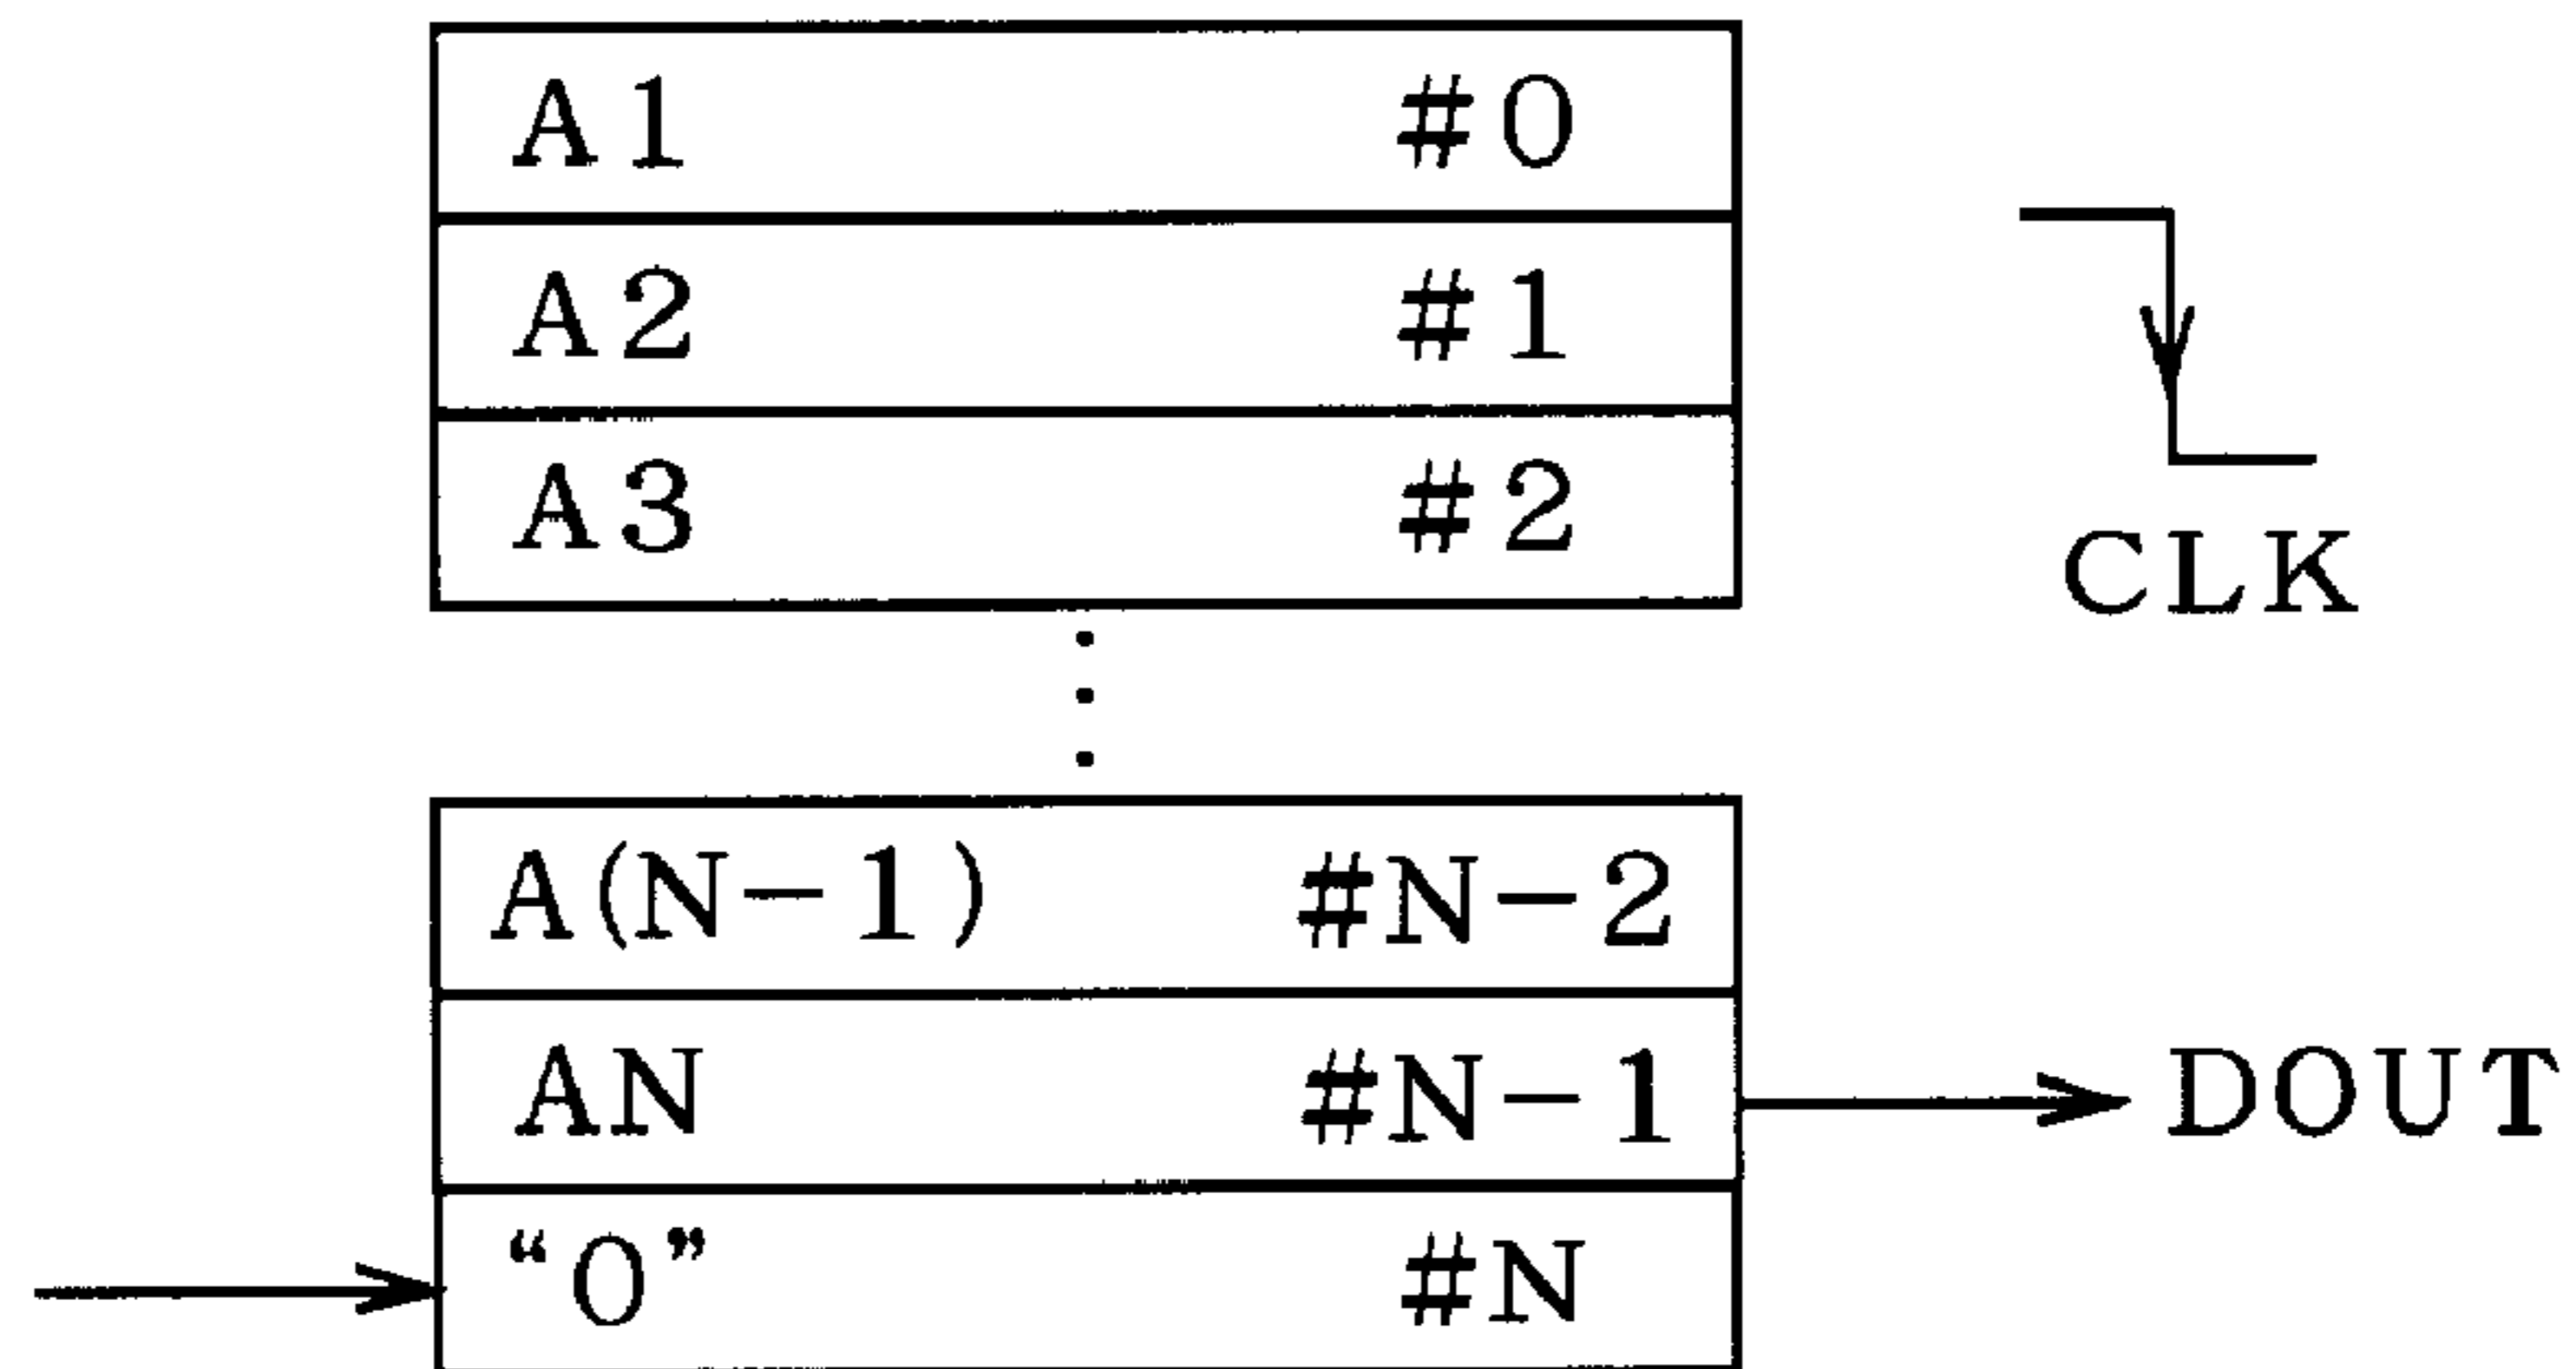 A1 #0
A2 #1
A3 #2
CLK
A(N-1) #N-2
AN #N-1 DOUT
“0” #N